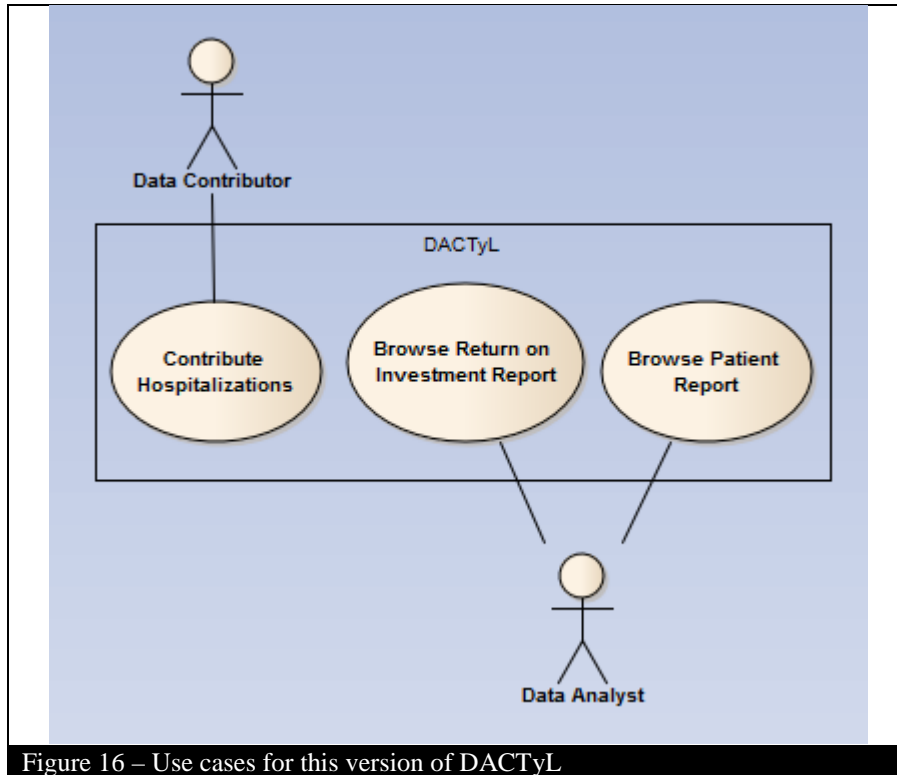 Data Contributor
DACTyL
Contribute
Hospitalizations
Browse Return on
Investment Report
Browse Patient
Report
Data Analyst
Figure 16 – Use cases for this version of DACTyL